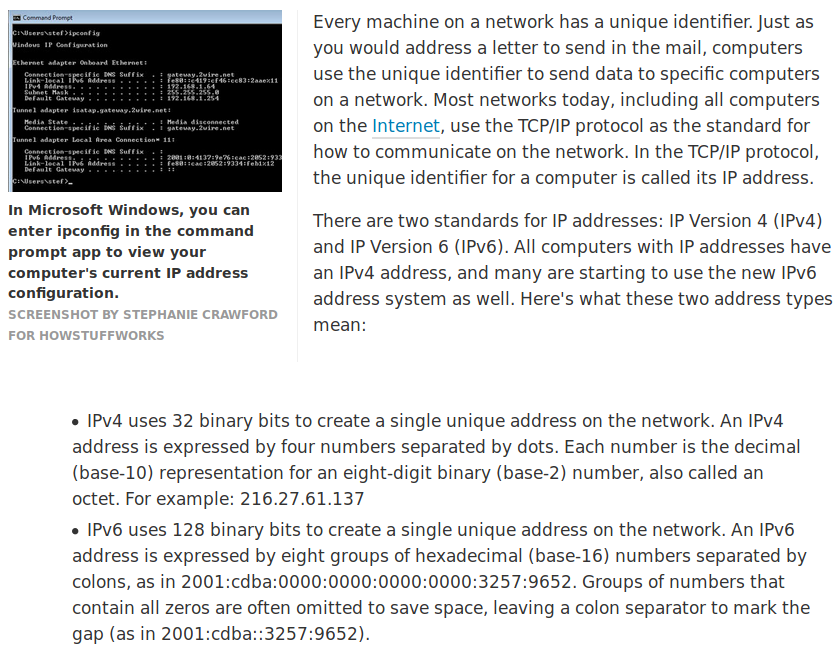 Command Prompt
C:\Users\stef>ipconfig
Windows IP Configuration
Ethernet adapter Onboard Ethernet:
Connection-specific DNS Suffix . : gateway.2wire.net
Link-local IPv6 Address . . . . . : fe80::c419:cf46:cc83:2aae%11
IPv4 Address. . . . . . . . . . . : 192.168.1.64
Subnet Mask . . . . . . . . . . . : 255.255.255.0
Default Gateway . . . . . . . . . : 192.168.1.254
Tunnel adapter isatap.gateway.2wire.net:
Media State . . . . . . . . . . . : Media disconnected
Connection-specific DNS Suffix . : gateway.2wire.net
Tunnel adapter Local Area Connection* 11:
Connection-specific DNS Suffix . :
IPv6 Address. . . . . . . . . . . : 2001:0:4137:9e76:cac:2052:933
Link-local IPv6 Address . . . . . : fe80::cac:2052:9334:feb1%12
Default Gateway . . . . . . . . . : ::
C:\Users\stef>_
In Microsoft Windows, you can
enter ipconfig in the command
prompt app to view your
computer's current IP address
configuration.
SCREENSHOT BY STEPHANIE CRAWFORD
FOR HOWSTUFFWORKS
Every machine on a network has a unique identifier. Just as
you would address a letter to send in the mail, computers
use the unique identifier to send data to specific computers
on a network. Most networks today, including all computers
on the Internet, use the TCP/IP protocol as the standard for
how to communicate on the network. In the TCP/IP protocol,
the unique identifier for a computer is called its IP address.
There are two standards for IP addresses: IP Version 4 (IPv4)
and IP Version 6 (IPv6). All computers with IP addresses have
an IPv4 address, and many are starting to use the new IPv6
address system as well. Here's what these two address types
mean:
• IPv4 uses 32 binary bits to create a single unique address on the network. An IPv4
address is expressed by four numbers separated by dots. Each number is the decimal
(base-10) representation for an eight-digit binary (base-2) number, also called an
octet. For example: 216.27.61.137
• IPv6 uses 128 binary bits to create a single unique address on the network. An IPv6
address is expressed by eight groups of hexadecimal (base-16) numbers separated by
colons, as in 2001:cdba:0000:0000:0000:0000:3257:9652. Groups of numbers that
contain all zeros are often omitted to save space, leaving a colon separator to mark the
gap (as in 2001:cdba::3257:9652).